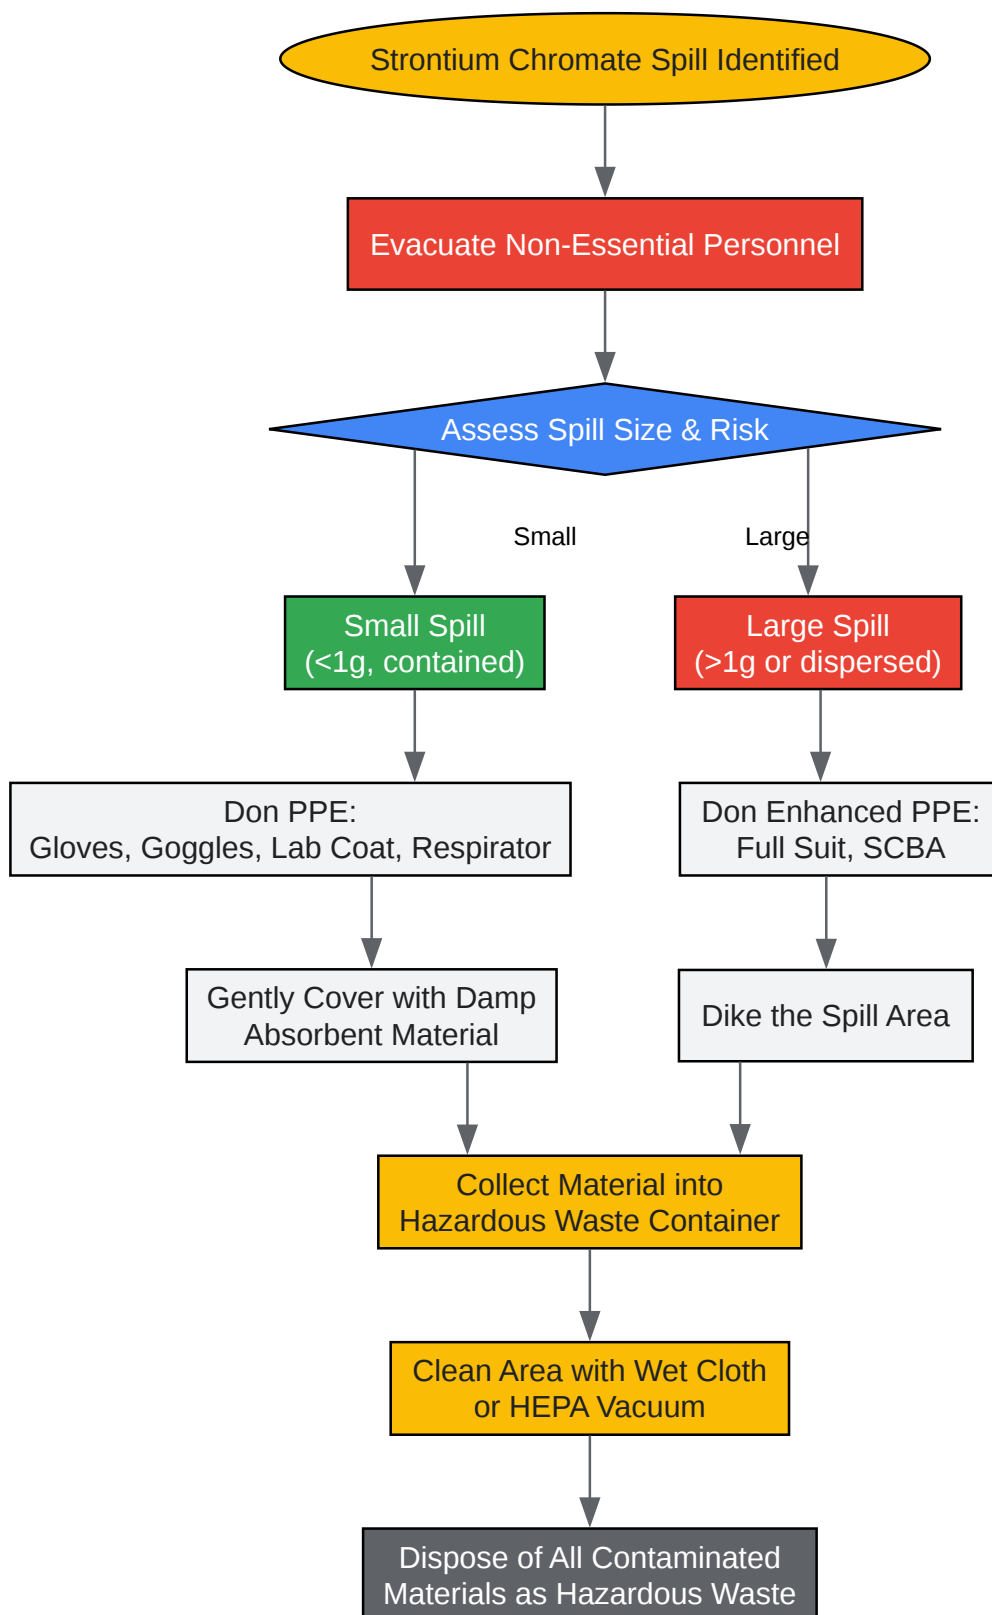 Strontium Chromate Spill Identified
Evacuate Non-Essential Personnel
Assess Spill Size & Risk
Small
Large
Small Spill
(<1g, contained)
Large Spill
(>1g or dispersed)
Don PPE:
Gloves, Goggles, Lab Coat, Respirator
Don Enhanced PPE:
Full Suit, SCBA
Gently Cover with Damp
Absorbent Material
Dike the Spill Area
Collect Material into
Hazardous Waste Container
Clean Area with Wet Cloth
or HEPA Vacuum
Dispose of All Contaminated
Materials as Hazardous Waste